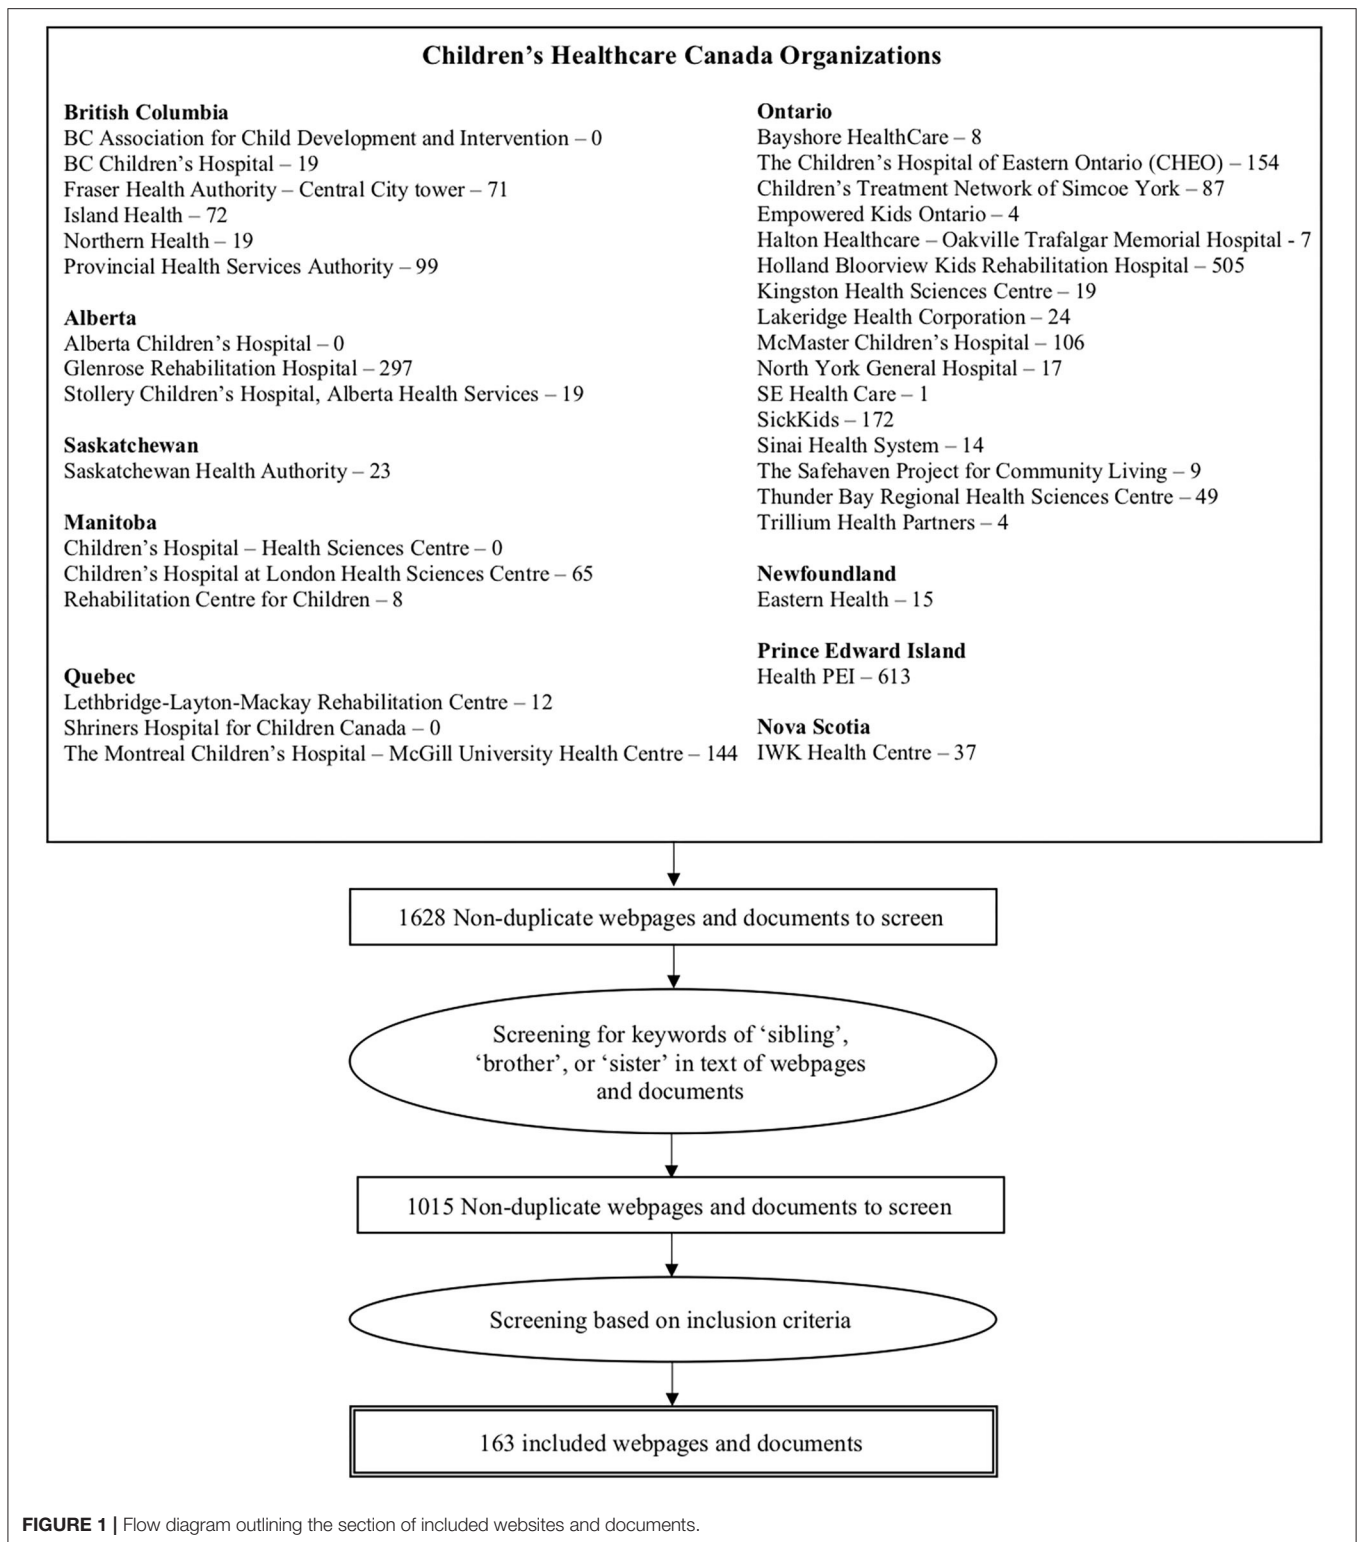 Children’s Healthcare Canada Organizations
British Columbia
BC Association for Child Development and Intervention – 0
BC Children’s Hospital – 19
Fraser Health Authority – Central City tower – 71
Island Health – 72
Northern Health – 19
Provincial Health Services Authority – 99
Alberta
Alberta Children’s Hospital – 0
Glenrose Rehabilitation Hospital – 297
Stollery Children’s Hospital, Alberta Health Services – 19
Saskatchewan
Saskatchewan Health Authority – 23
Manitoba
Children’s Hospital – Health Sciences Centre – 0
Children’s Hospital at London Health Sciences Centre – 65
Rehabilitation Centre for Children – 8
Quebec
Lethbridge-Layton-Mackay Rehabilitation Centre – 12
Shriners Hospital for Children Canada – 0
The Montreal Children’s Hospital – McGill University Health Centre – 144
Ontario
Bayshore HealthCare – 8
The Children’s Hospital of Eastern Ontario (CHEO) – 154
Children’s Treatment Network of Simcoe York – 87
Empowered Kids Ontario – 4
Halton Healthcare – Oakville Trafalgar Memorial Hospital - 7
Holland Bloorview Kids Rehabilitation Hospital – 505
Kingston Health Sciences Centre – 19
Lakeridge Health Corporation – 24
McMaster Children’s Hospital – 106
North York General Hospital – 17
SE Health Care – 1
SickKids – 172
Sinai Health System – 14
The Safehaven Project for Community Living – 9
Thunder Bay Regional Health Sciences Centre – 49
Trillium Health Partners – 4
Newfoundland
Eastern Health – 15
Prince Edward Island
Health PEI – 613
Nova Scotia
IWK Health Centre – 37
1628 Non-duplicate webpages and documents to screen
Screening for keywords of ‘sibling’,
‘brother’, or ‘sister’ in text of webpages
and documents
1015 Non-duplicate webpages and documents to screen
Screening based on inclusion criteria
163 included webpages and documents
FIGURE 1 | Flow diagram outlining the section of included websites and documents.